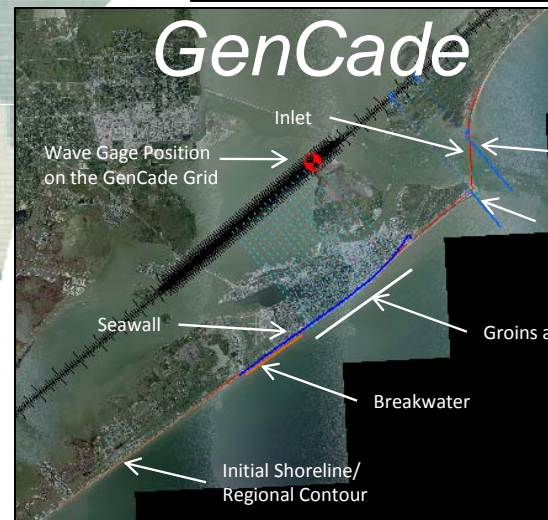 GenCade
Inlet
Wave Gage Position
on the GenCade Grid
Seawall
Groins a
Breakwater
Initial Shoreline/
Regional Contour